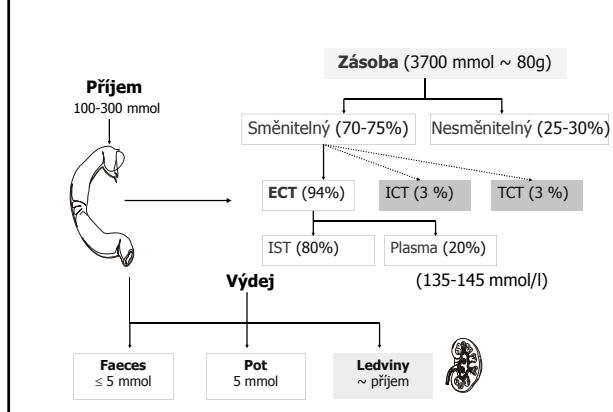 Zásoba (3700 mmol ~ 80g)
Příjem
100-300 mmol
Směnitelný (70-75%)
Nesměnitelný (25-30%)
ECT (94%)
ICT (3 %)
TCT (3 %)
IST (80%)
Plasma (20%)
(135-145 mmol/l)
Výdej
Faeces
≤ 5 mmol
Pot
5 mmol
Ledviny
~ příjem